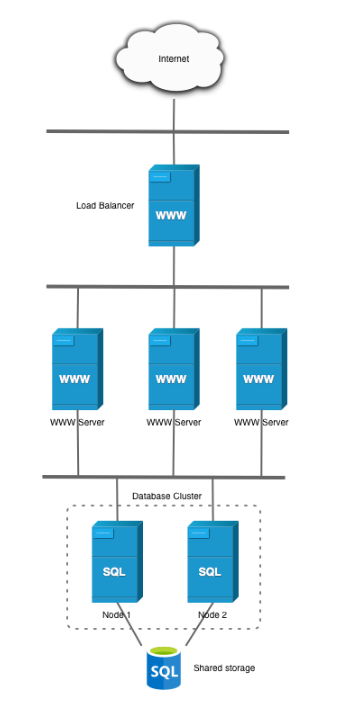 Internet
Load Balancer
WWW
WWW
WWW
WWW
WWW Server
WWW Server
WWW Server
Database Cluster
SQL
SQL
Node 1
Node 2
SQL
Shared storage